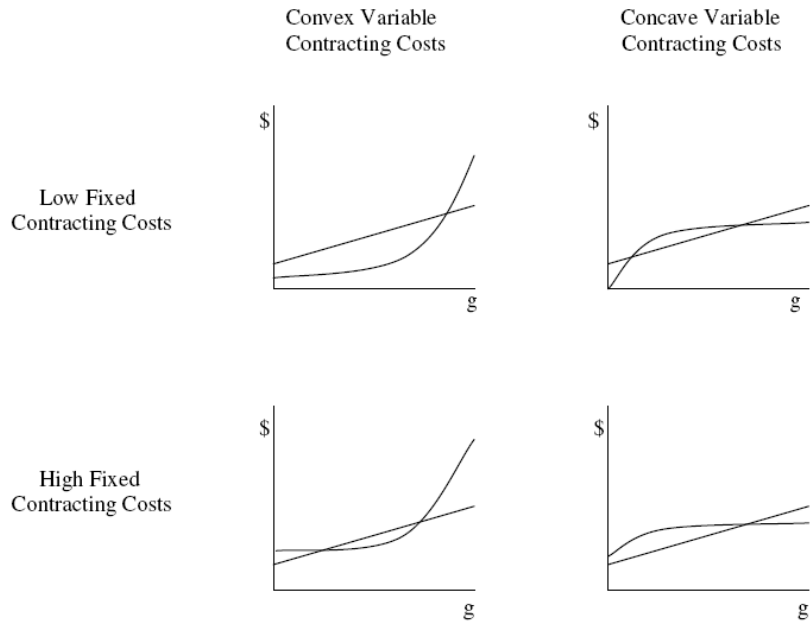 Convex Variable
Contracting Costs
Concave Variable
Contracting Costs
$
$
Low Fixed
Contracting Costs
g
g
$
$
High Fixed
Contracting Costs
g
g